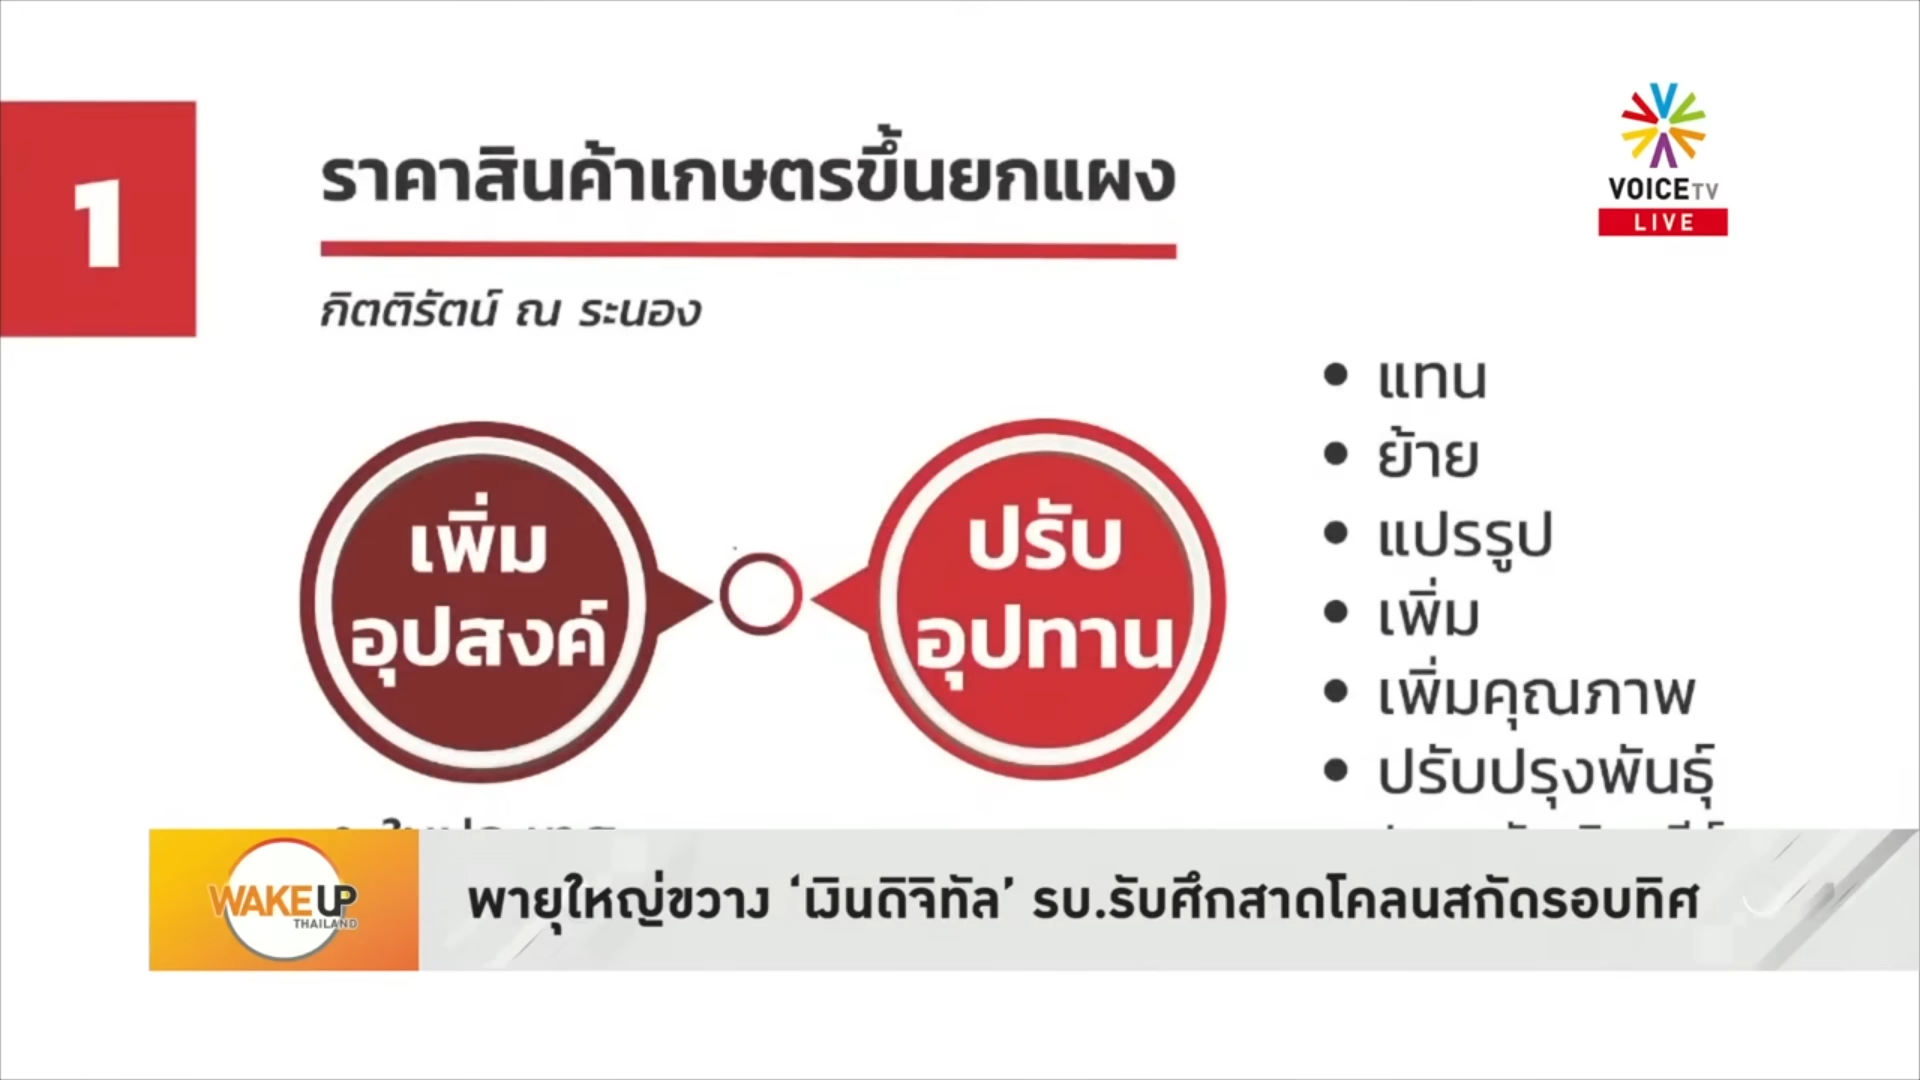 1
ราคาสินค้าเกษตรขึ้นยกแผง
VOICETV
LIVE
กิตติรัตน์ ณ ระนอง
เพิ่ม
อุปสงค์
ปรับ
อุปทาน
• แทน
• ย้าย
• แปรรูป
• เพิ่ม
• เพิ่มคุณภาพ
• ปรับปรุงพันธุ์
WAKE UP
THAILAND
พายุใหญ่ขวาง ‘เงินดิจิทัล’ รบ.รับศึกสาดโคลนสกัดรอบทิศ